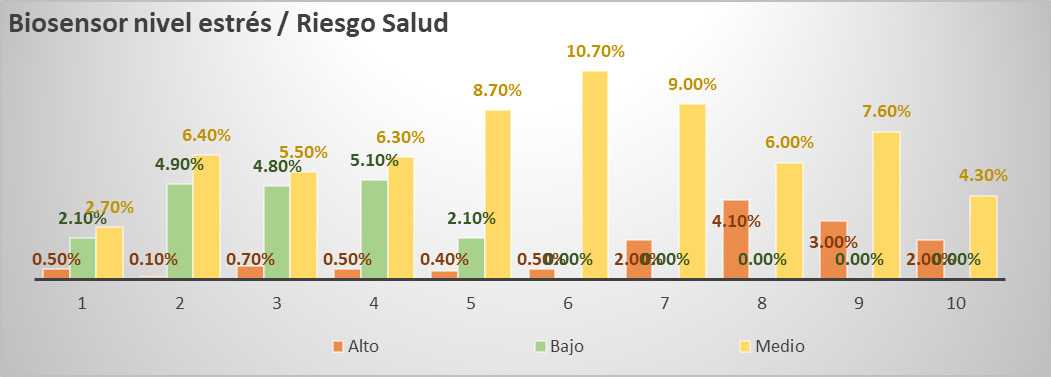 Biosensor nivel estrés / Riesgo Salud
10.70%
9.00%
8.70%
7.60%
6.40%
6.30%
6.00%
5.50%
4.90% 4.80% 5.10%
4.30%
2.10% 2.70% 2.10% 4.10%
3.00%
0.50% 0.10% 0.70% 0.50% 0.40% 0.50% 0.00% 2.00% 0.00% 0.00% 0.00% 2.00% 0.00%
1 2 3 4 5 6 7 8 9 10
Alto Bajo Medio